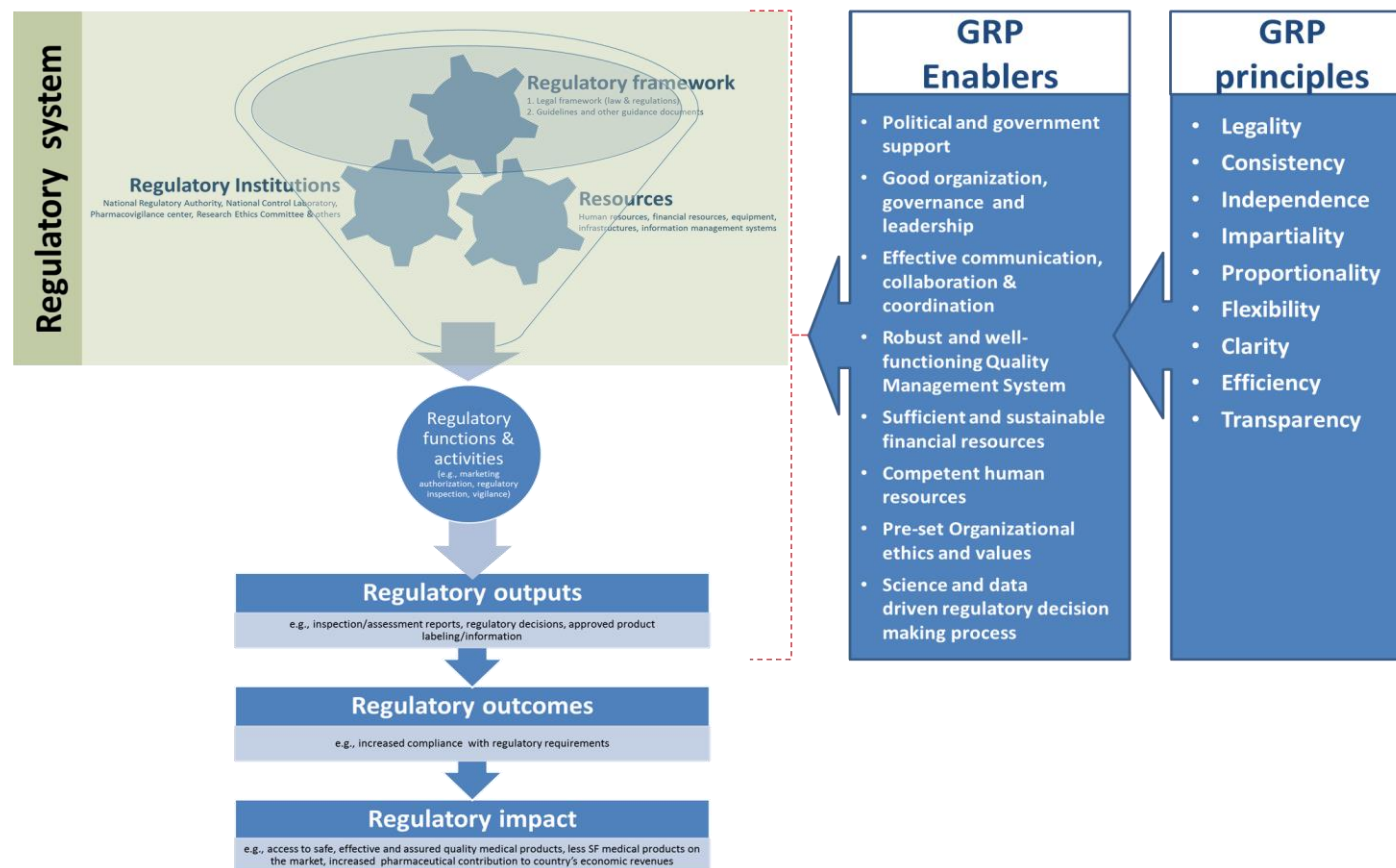 Regulatory system
Regulatory framework
1. Legal framework (law & regulations)
2. Guidelines and other guidance documents
Regulatory Institutions
National Regulatory Authority, National Control Laboratory,
Pharmacovigilance center, Research Ethics Committee & others
Resources
Human resources, financial resources, equipment,
infrastructures, information management systems
Regulatory
functions &
activities
(e.g., marketing
authorization, regulatory
inspection, vigilance)
Regulatory outputs
e.g., inspection/assessment reports, regulatory decisions, approved product
labeling/information
Regulatory outcomes
e.g., increased compliance with regulatory requirements
Regulatory impact
e.g., access to safe, effective and assured quality medical products, less SF medical products on
the market, increased pharmaceutical contribution to country's economic revenues
GRP
Enablers
• Political and government
support
• Good organization,
governance and
leadership
• Effective communication,
collaboration &
coordination
• Robust and well-
functioning Quality
Management System
• Sufficient and sustainable
financial resources
• Competent human
resources
• Pre-set Organizational
ethics and values
• Science and data
driven regulatory decision
making process
GRP
principles
• Legality
• Consistency
• Independence
• Impartiality
• Proportionality
• Flexibility
• Clarity
• Efficiency
• Transparency